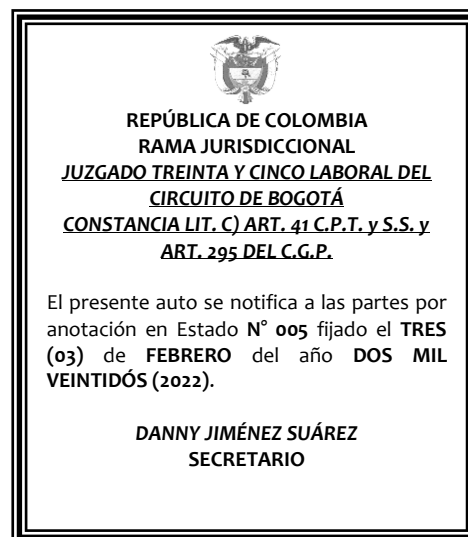 REPÚBLICA DE COLOMBIA
RAMA JURISDICCIONAL
JUZGADO TREINTA Y CINCO LABORAL DEL
CIRCUITO DE BOGOTÁ
CONSTANCIA LIT. C) ART. 41 C.P.T. y S.S. y
ART. 295 DEL C.G.P.
El presente auto se notifica a las partes por
anotación en Estado N° 005 fijado el TRES
(03) de FEBRERO del año DOS MIL
VEINTIDÓS (2022).
DANNY JIMÉNEZ SUÁREZ
SECRETARIO